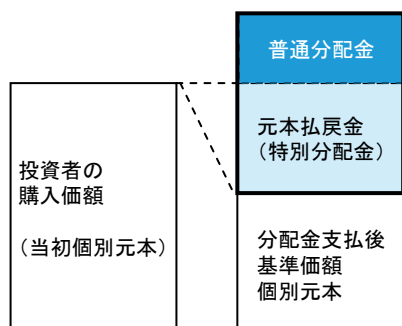 普通分配金
元本払戻金
（特別分配金）
投資者の
購入価額
（当初個別元本）
分配金支払後
基準価額
個別元本